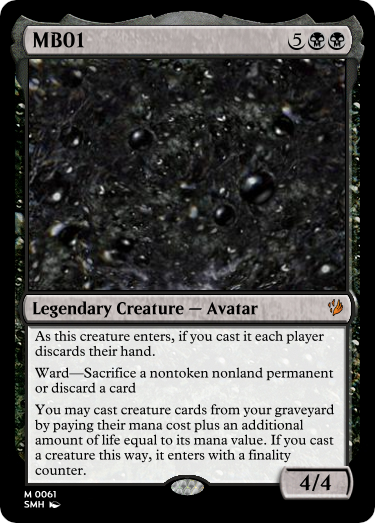 MB01 5
Legendary Creature — Avatar
As this creature enters, if you cast it each player
discards their hand.
Ward—Sacrifice a nontoken nonland permanent
or discard a card
You may cast creature cards from your graveyard
by paying their mana cost plus an additional
amount of life equal to its mana value. If you cast
a creature this way, it enters with a finality
counter.
4/4
M 0061
SMH